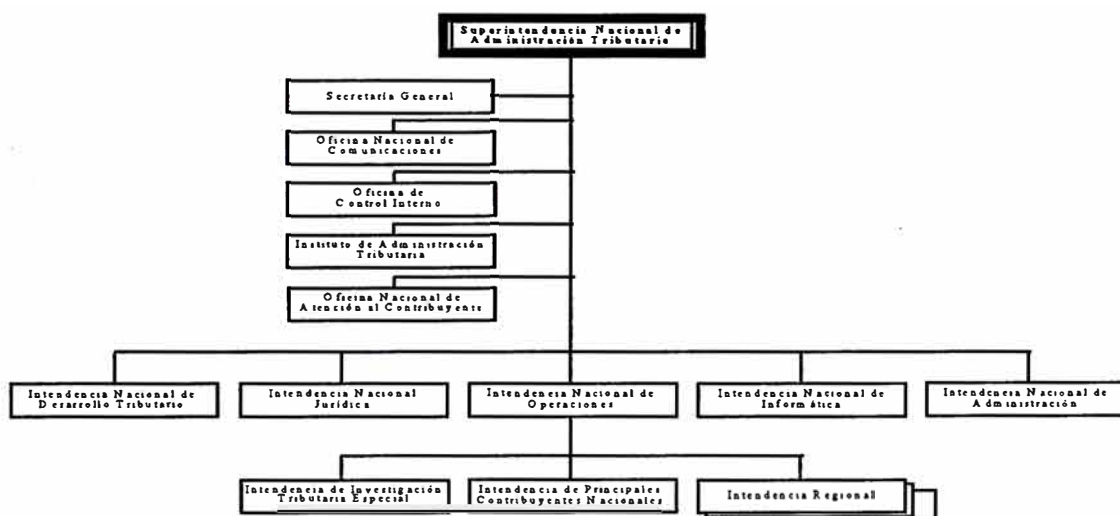 Superintendencia Nacional de
Administración Tributario
Secretaría General
Oficina Nacional de
Comunicaciones
Oficina de
Control Interno
Instituto de Administración
Tributaria
Oficina Nacional de
Atención al Contribuyente
Intendencia Nacional de
Desarrollo Tributario
Intendencia Nacional
Jurídica
Intendencia Nacional de
Operaciones
Intendencia Nacional de
Informática
Intendencia Nacional de
Administración
Intendencia de Investigación
Tributaria Especial
Intendencia de Principales
Contribuyentes Nacionales
Intendencia Regional